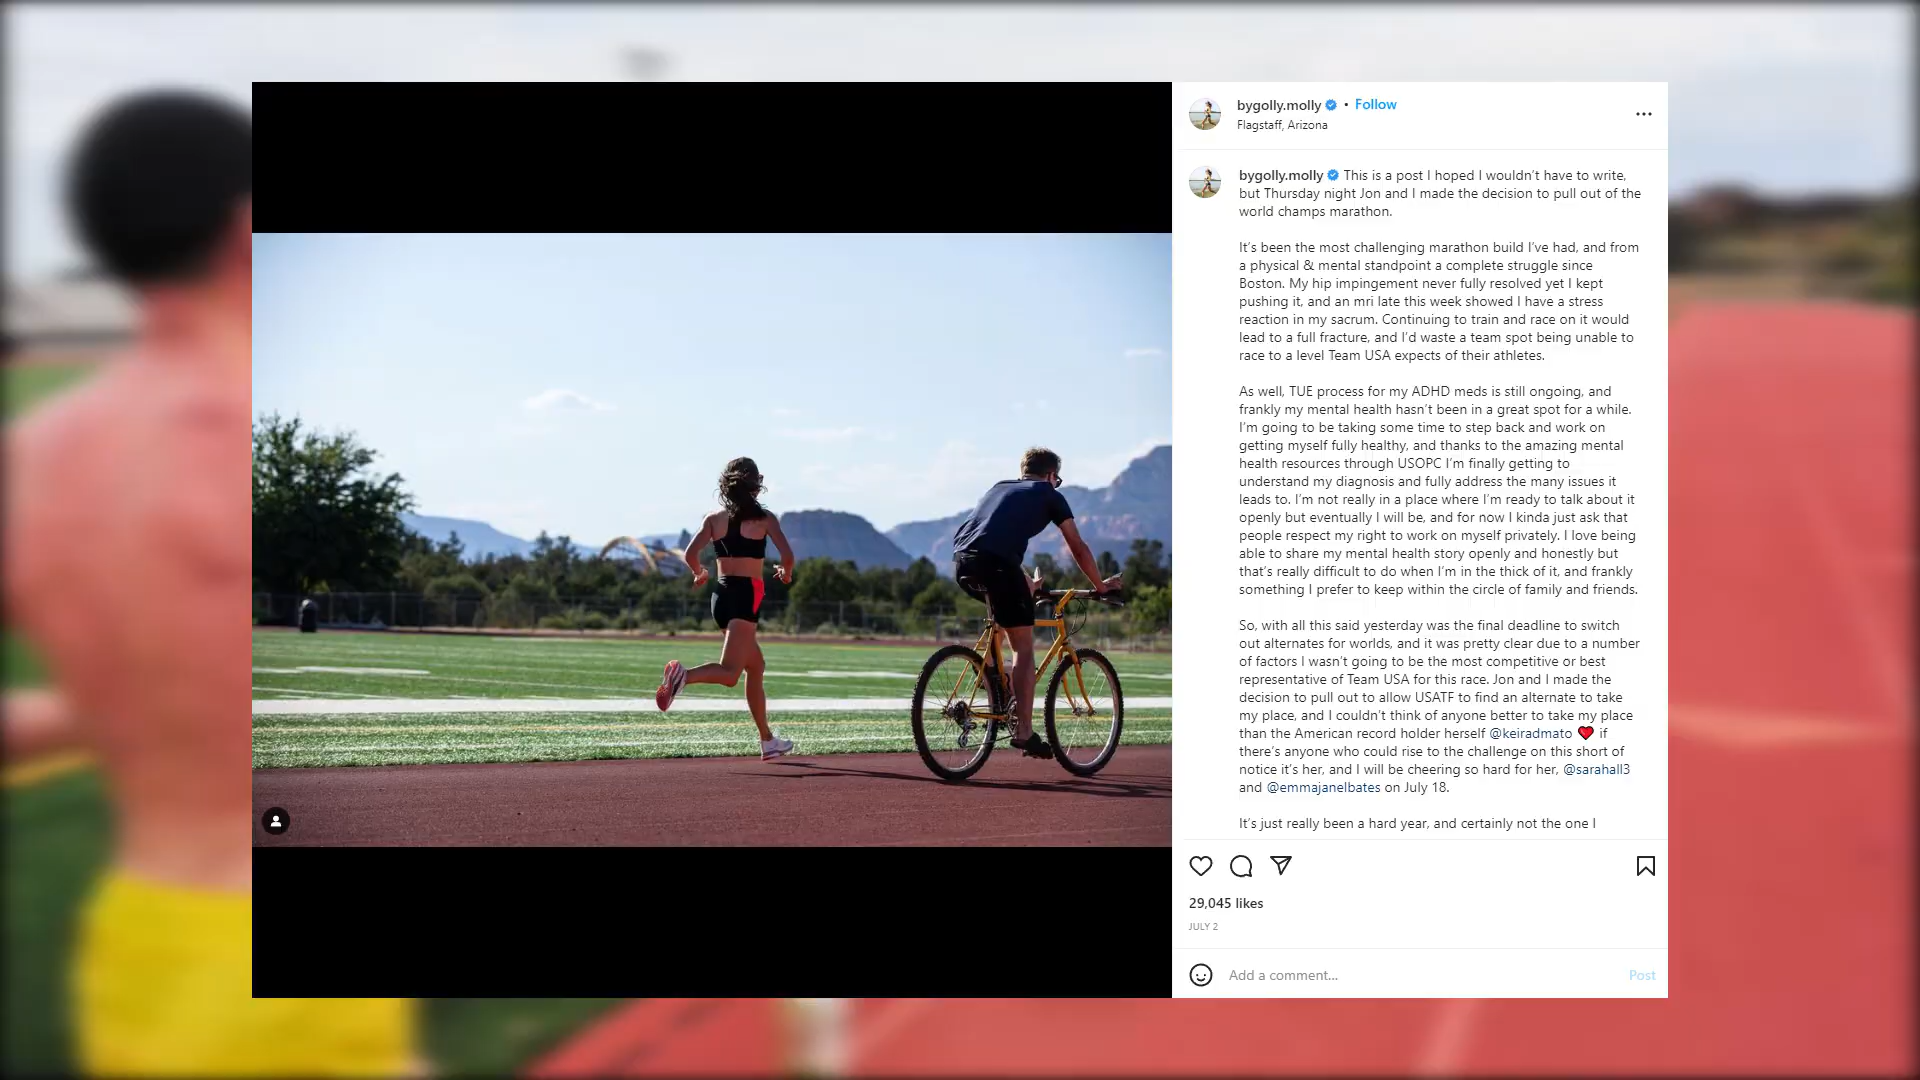 bygolly.molly • Follow
Flagstaff, Arizona
bygolly.molly This is a post I hoped I wouldn’t have to write,
but Thursday night Jon and I made the decision to pull out of the
world champs marathon.
It’s been the most challenging marathon build I’ve had, and from
a physical & mental standpoint a complete struggle since
Boston. My hip impingement never fully resolved yet I kept
pushing it, and an mri late this week showed I have a stress
reaction in my sacrum. Continuing to train and race on it would
lead to a full fracture, and I’d waste a team spot being unable to
race to a level Team USA expects of their athletes.
As well, TUE process for my ADHD meds is still ongoing, and
frankly my mental health hasn’t been in a great spot for a while.
I’m going to be taking some time to step back and work on
getting myself fully healthy, and thanks to the amazing mental
health resources through USOPC I’m finally getting to
understand my diagnosis and fully address the many issues it
leads to. I’m not really in a place where I’m ready to talk about it
openly but eventually I will be, and for now I kinda just ask that
people respect my right to work on myself privately. I love being
able to share my mental health story openly and honestly but
that’s really difficult to do when I’m in the thick of it, and frankly
something I prefer to keep within the circle of family and friends.
So, with all this said yesterday was the final deadline to switch
out alternates for worlds, and it was pretty clear due to a number
of factors I wasn’t going to be the most competitive or best
representative of Team USA for this race. Jon and I made the
decision to pull out to allow USATF to find an alternate to take
my place, and I couldn’t think of anyone better to take my place
than the American record holder herself @keiradmato ❤️ if
there’s anyone who could rise to the challenge on this short of
notice it’s her, and I will be cheering so hard for her, @sarahall3
and @emmajanelbates on July 18.
It’s just really been a hard year, and certainly not the one I
29,045 likes
JULY 2
Add a comment...
Post